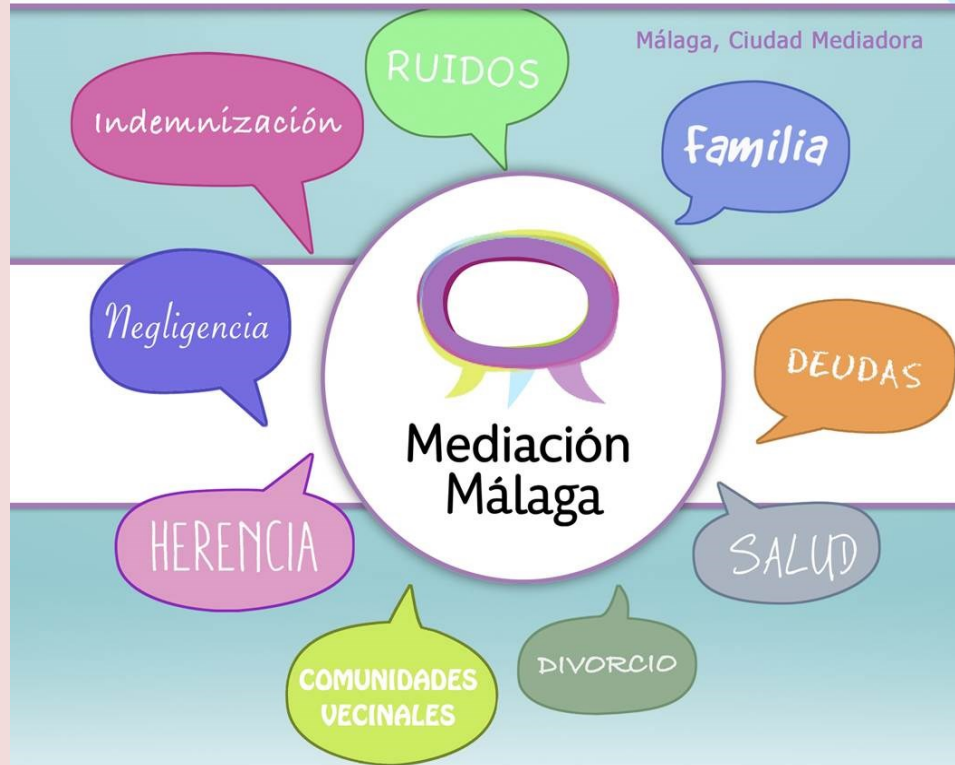 Málaga, Ciudad Mediadora
RUIDOS
Indemnización
Familia
Negligencia
DEUDAS
Mediación
Málaga
HERENCIA
SALUD
COMUNIDADES
VECINALES
DIVORCIO